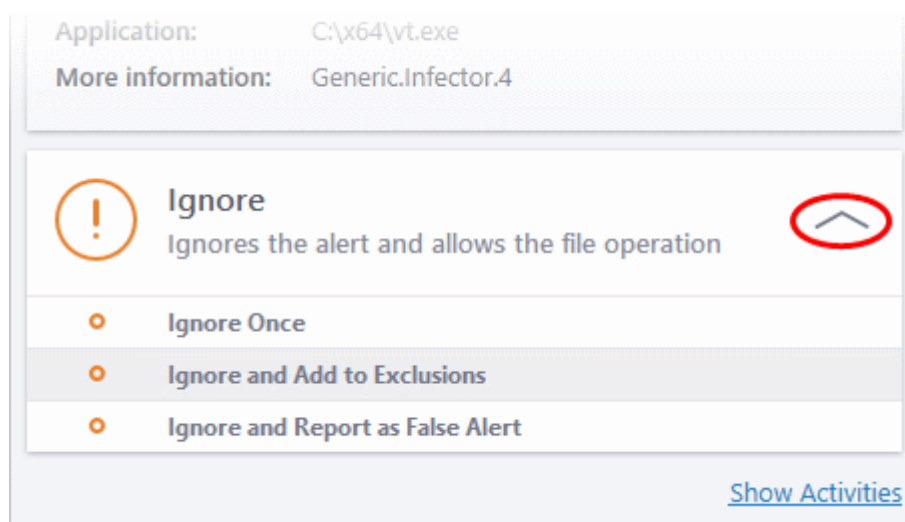 Application: C:\x64\vt.exe
More information: Generic.Infector.4
Ignore
Ignores the alert and allows the file operation
Ignore Once
Ignore and Add to Exclusions
Ignore and Report as False Alert
Show Activities